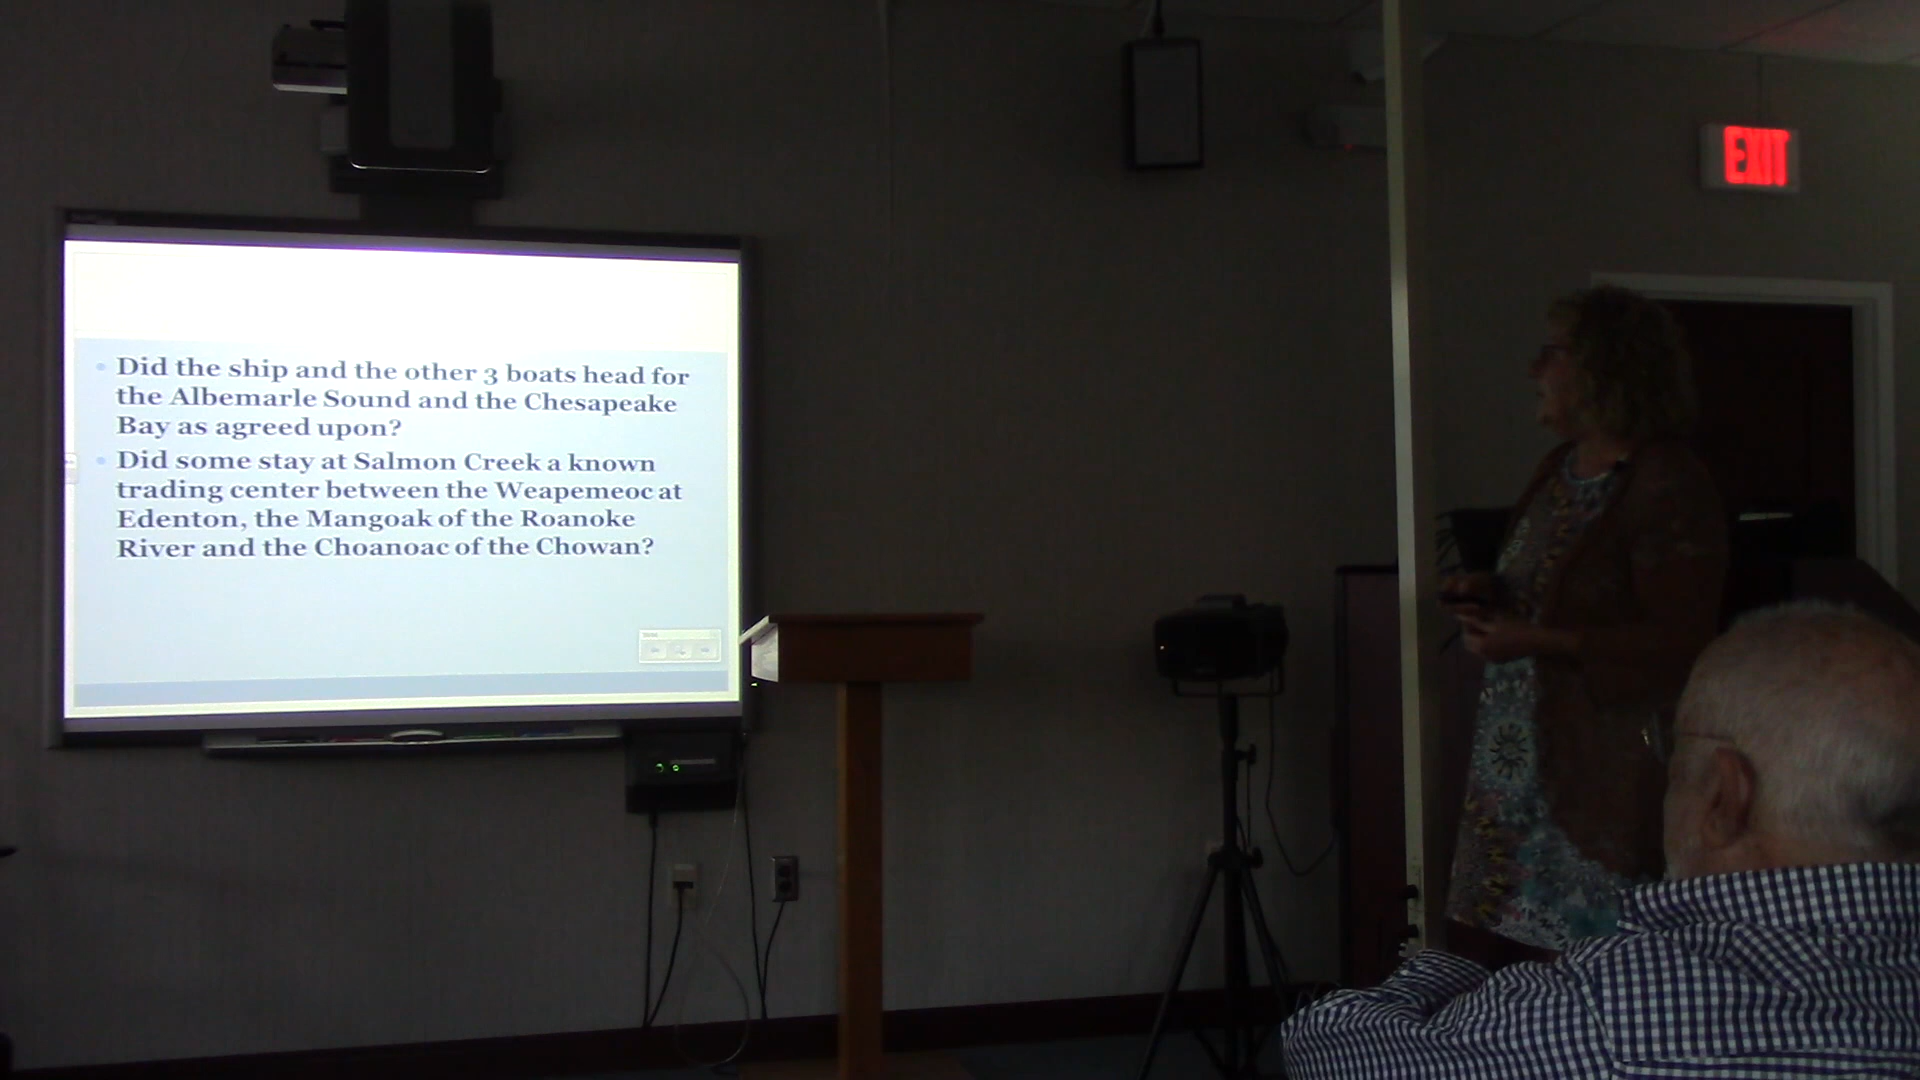 EXIT
Did the ship and the other 3 boats head for
the Albemarle Sound and the Chesapeake
Bay as agreed upon?
Did some stay at Salmon Creek a known
trading center between the Weapemeoc at
Edenton, the Mangoak of the Roanoke
River and the Choanoac of the Chowan?